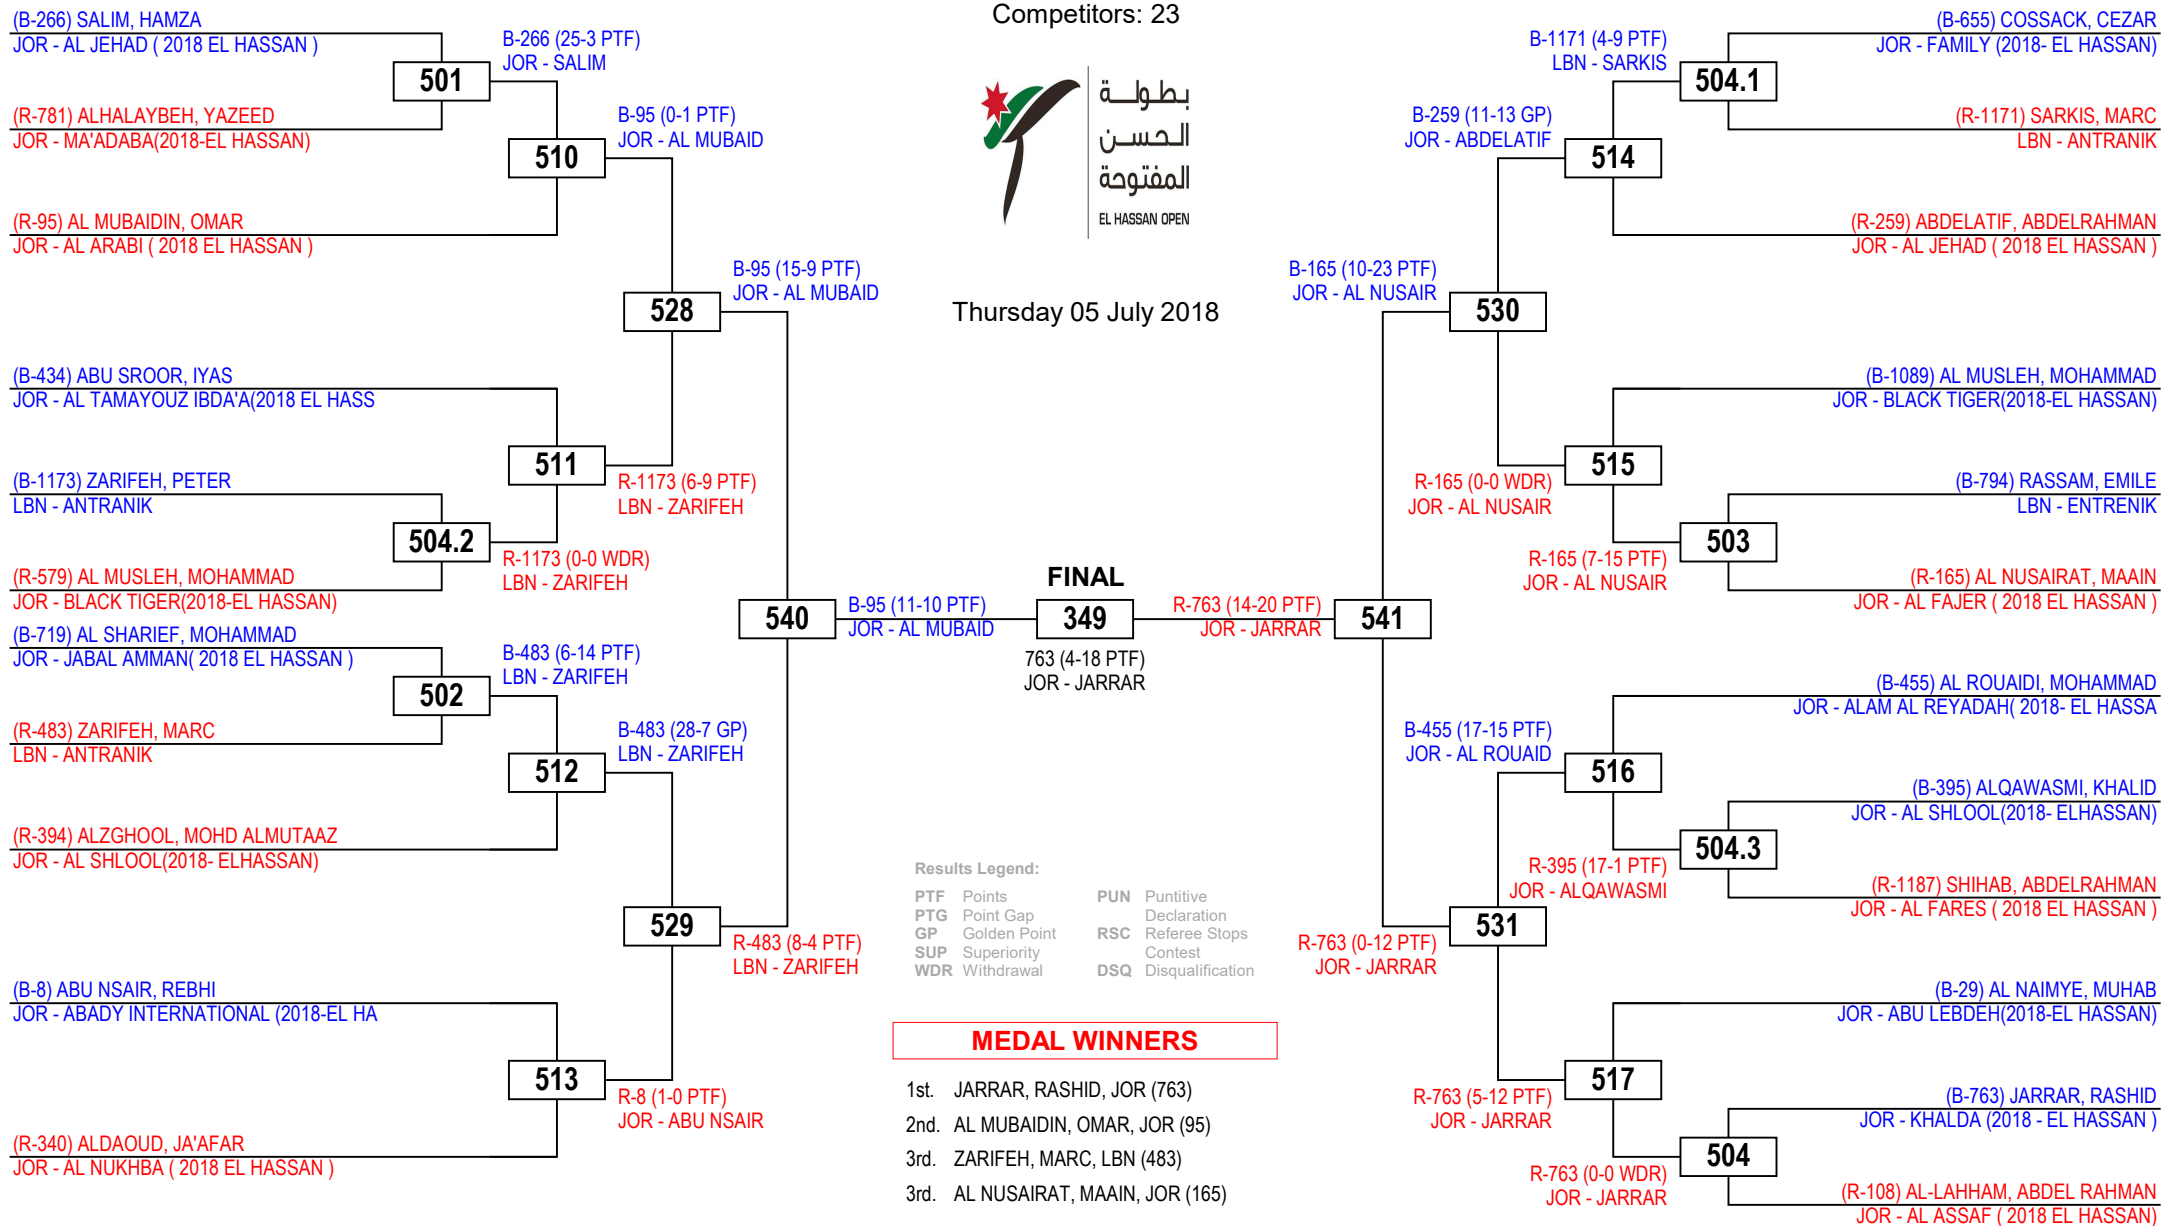 Competitors: 23
بطولة
الحسن
المفتوحة
EL HASSAN OPEN
Thursday 05 July 2018
(B-266) SALIM, HAMZA
JOR - AL JEHAD ( 2018 EL HASSAN )
501
(R-781) ALHALAYBEH, YAZEED
JOR - MA'ADABA(2018-EL HASSAN)
B-266 (25-3 PTF)
JOR - SALIM
510
(R-95) AL MUBAIDIN, OMAR
JOR - AL ARABI ( 2018 EL HASSAN )
B-95 (0-1 PTF)
JOR - AL MUBAID
528
B-95 (15-9 PTF)
JOR - AL MUBAID
(B-434) ABU SROOR, IYAS
JOR - AL TAMAYOUZ IBDA'A(2018 EL HASS
511
R-1173 (6-9 PTF)
LBN - ZARIFEH
(B-1173) ZARIFEH, PETER
LBN - ANTRANIK
504.2
R-1173 (0-0 WDR)
LBN - ZARIFEH
(R-579) AL MUSLEH, MOHAMMAD
JOR - BLACK TIGER(2018-EL HASSAN)
540
B-95 (11-10 PTF)
JOR - AL MUBAID
(B-719) AL SHARIEF, MOHAMMAD
JOR - JABAL AMMAN( 2018 EL HASSAN )
502
B-483 (6-14 PTF)
LBN - ZARIFEH
(R-483) ZARIFEH, MARC
LBN - ANTRANIK
512
B-483 (28-7 GP)
LBN - ZARIFEH
(R-394) ALZGHOOL, MOHD ALMUTAAZ
JOR - AL SHLOOL(2018- ELHASSAN)
529
R-483 (8-4 PTF)
LBN - ZARIFEH
(B-8) ABU NSAIR, REBHI
JOR - ABADY INTERNATIONAL (2018-EL HA
513
R-8 (1-0 PTF)
JOR - ABU NSAIR
(R-340) ALDAOUD, JA'AFAR
JOR - AL NUKHBA ( 2018 EL HASSAN )
FINAL
349
763 (4-18 PTF)
JOR - JARRAR
R-763 (14-20 PTF)
JOR - JARRAR
541
(B-655) COSSACK, CEZAR
JOR - FAMILY (2018- EL HASSAN)
B-1171 (4-9 PTF)
LBN - SARKIS
504.1
(R-1171) SARKIS, MARC
LBN - ANTRANIK
B-259 (11-13 GP)
JOR - ABDELATIF
514
(R-259) ABDELATIF, ABDELRAHMAN
JOR - AL JEHAD ( 2018 EL HASSAN )
B-165 (10-23 PTF)
JOR - AL NUSAIR
530
(B-1089) AL MUSLEH, MOHAMMAD
JOR - BLACK TIGER(2018-EL HASSAN)
515
R-165 (0-0 WDR)
JOR - AL NUSAIR
(B-794) RASSAM, EMILE
LBN - ENTRENIK
503
R-165 (7-15 PTF)
JOR - AL NUSAIR
(R-165) AL NUSAIRAT, MAAIN
JOR - AL FAJER ( 2018 EL HASSAN )
(B-455) AL ROUAIDI, MOHAMMAD
JOR - ALAM AL REYADAH( 2018- EL HASSA
B-455 (17-15 PTF)
JOR - AL ROUAID
516
(B-395) ALQAWASMI, KHALID
JOR - AL SHLOOL(2018- ELHASSAN)
504.3
R-395 (17-1 PTF)
JOR - ALQAWASMI
(R-1187) SHIHAB, ABDELRAHMAN
JOR - AL FARES ( 2018 EL HASSAN )
531
R-763 (0-12 PTF)
JOR - JARRAR
(B-29) AL NAIMYE, MUHAB
JOR - ABU LEBDEH(2018-EL HASSAN)
517
R-763 (5-12 PTF)
JOR - JARRAR
(B-763) JARRAR, RASHID
JOR - KHALDA (2018 - EL HASSAN )
504
R-763 (0-0 WDR)
JOR - JARRAR
(R-108) AL-LAHHAM, ABDEL RAHMAN
JOR - AL ASSAF ( 2018 EL HASSAN)
Results Legend:
PTF Points
PTG Point Gap
GP Golden Point
SUP Superiority
WDR Withdrawal
PUN Puntitive
Declaration
RSC Referee Stops
Contest
DSQ Disqualification
MEDAL WINNERS
1st. JARRAR, RASHID, JOR (763)
2nd. AL MUBAIDIN, OMAR, JOR (95)
3rd. ZARIFEH, MARC, LBN (483)
3rd. AL NUSAIRAT, MAAIN, JOR (165)